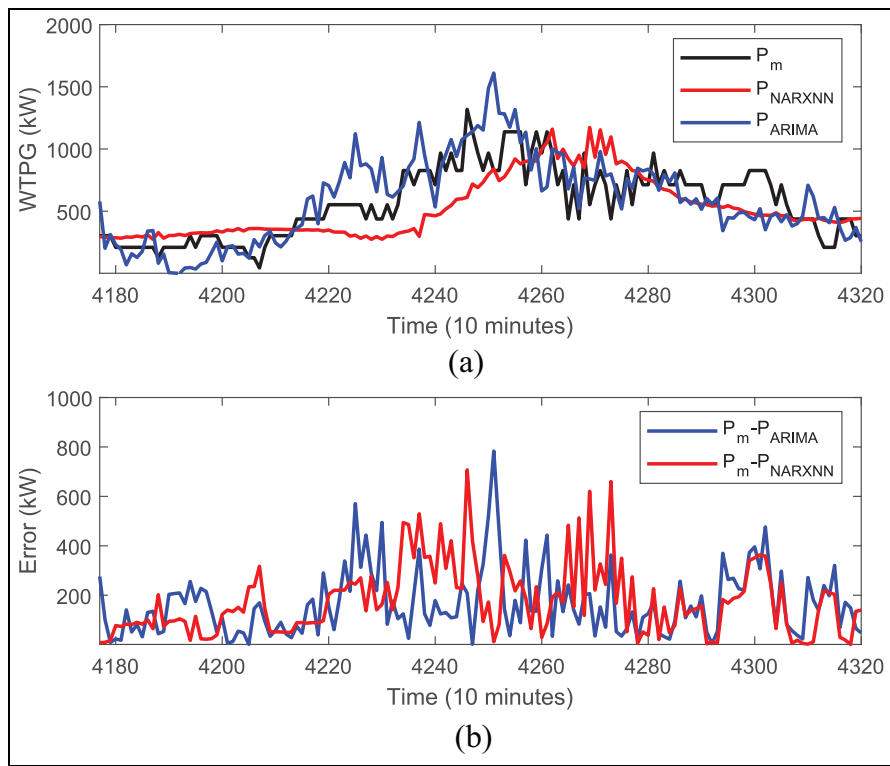 2000
1500
1000
500
WTPG (kW)
P_m
P_NARXNN
P_ARIMA
4180 4200 4220 4240 4260 4280 4300 4320
Time (10 minutes)
(a)
1000
800
600
400
200
Error (kW)
P_m-P_ARIMA
P_m-P_NARXNN
4180 4200 4220 4240 4260 4280 4300 4320
Time (10 minutes)
(b)